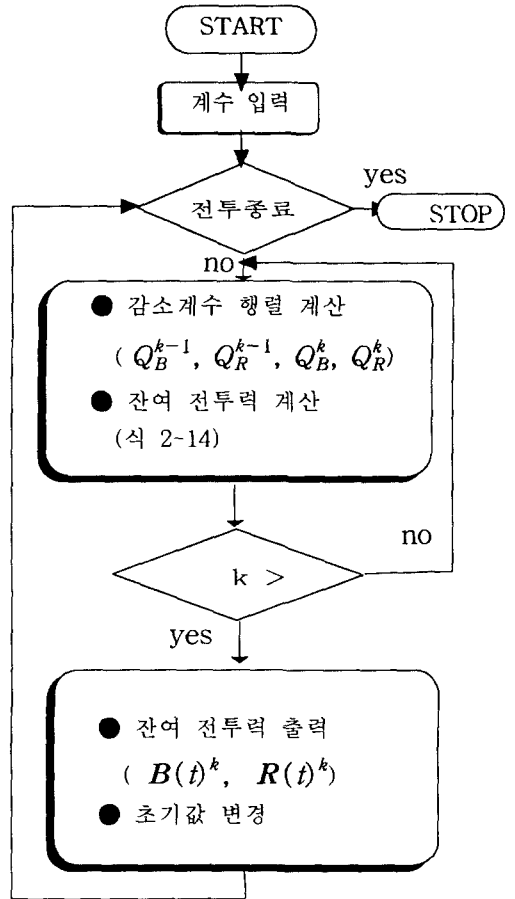 START
계수 입력
전투종료
yes
STOP
no
● 감소계수 행렬 계산
( Q_B^{k-1}, Q_R^{k-1}, Q_B^k, Q_R^k)
● 잔여 전투력 계산
(식 2~14)
k >
no
yes
● 잔여 전투력 출력
( B(t)^k, R(t)^k)
● 초기값 변경